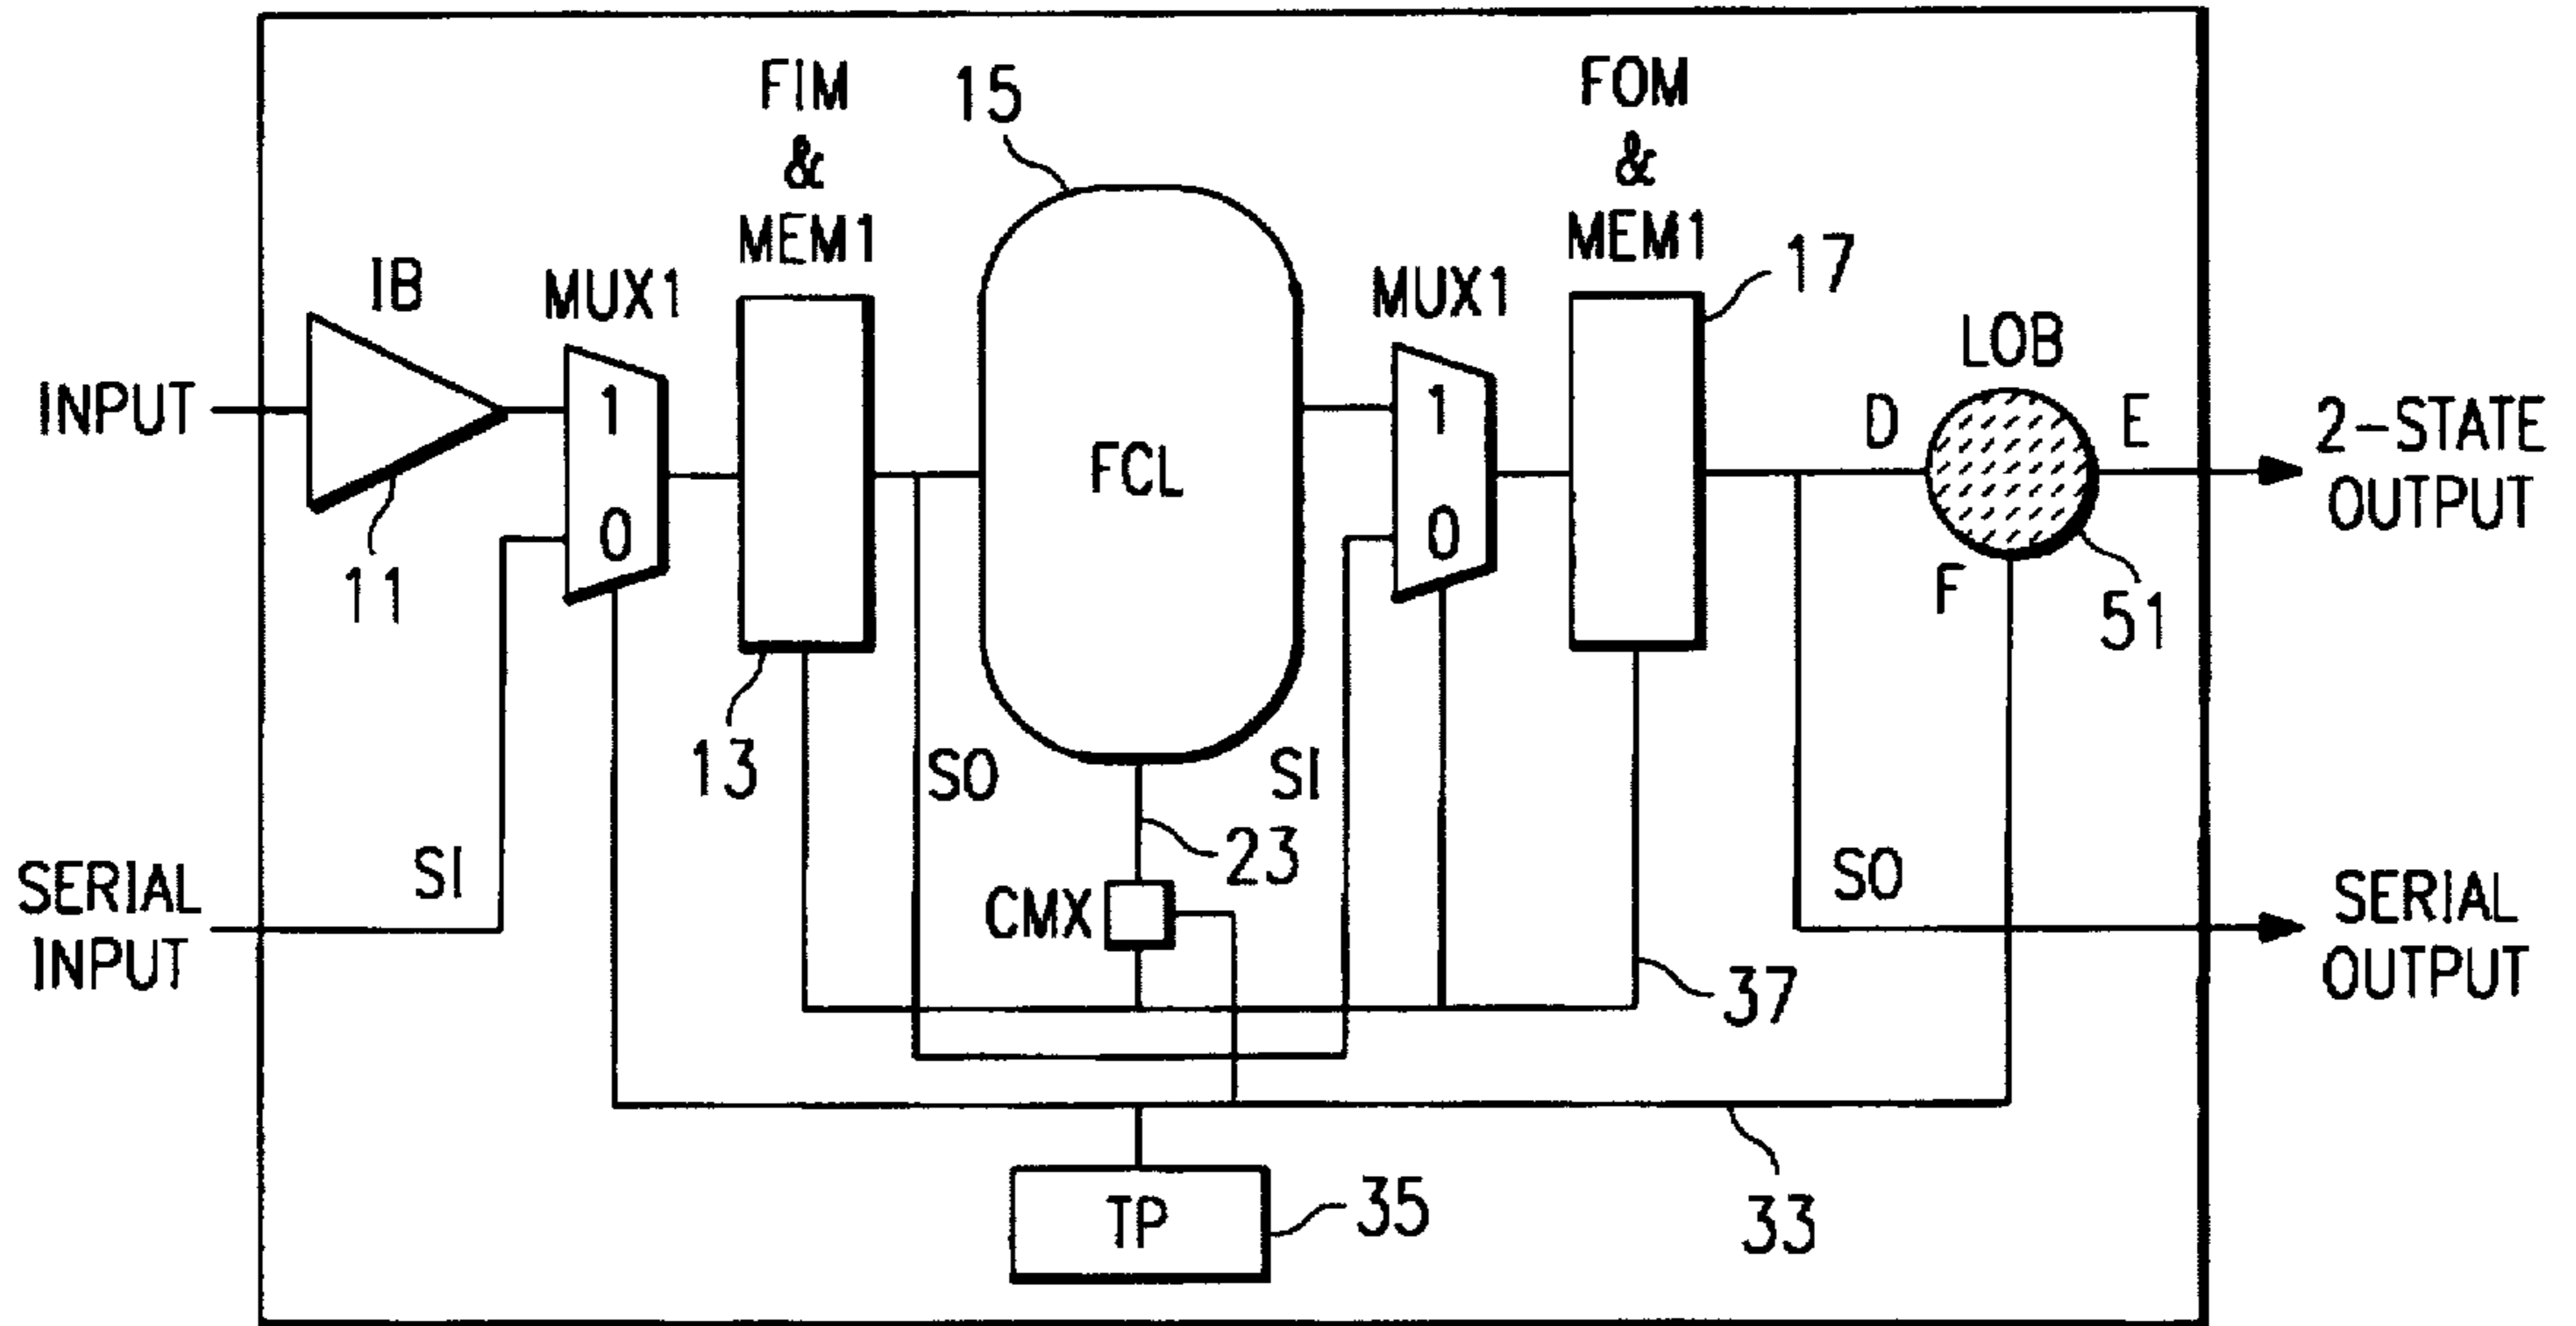 FIM
&
MEM1
15
FOM
&
MEM1
17
IB
MUX1
MUX1
LOB
INPUT
1
0
FCL
1
0
D
E
F
2-STATE
OUTPUT
11
51
13
SO
SI
23
SERIAL
INPUT
SI
CMX
SO
SERIAL
OUTPUT
37
TP
35
33